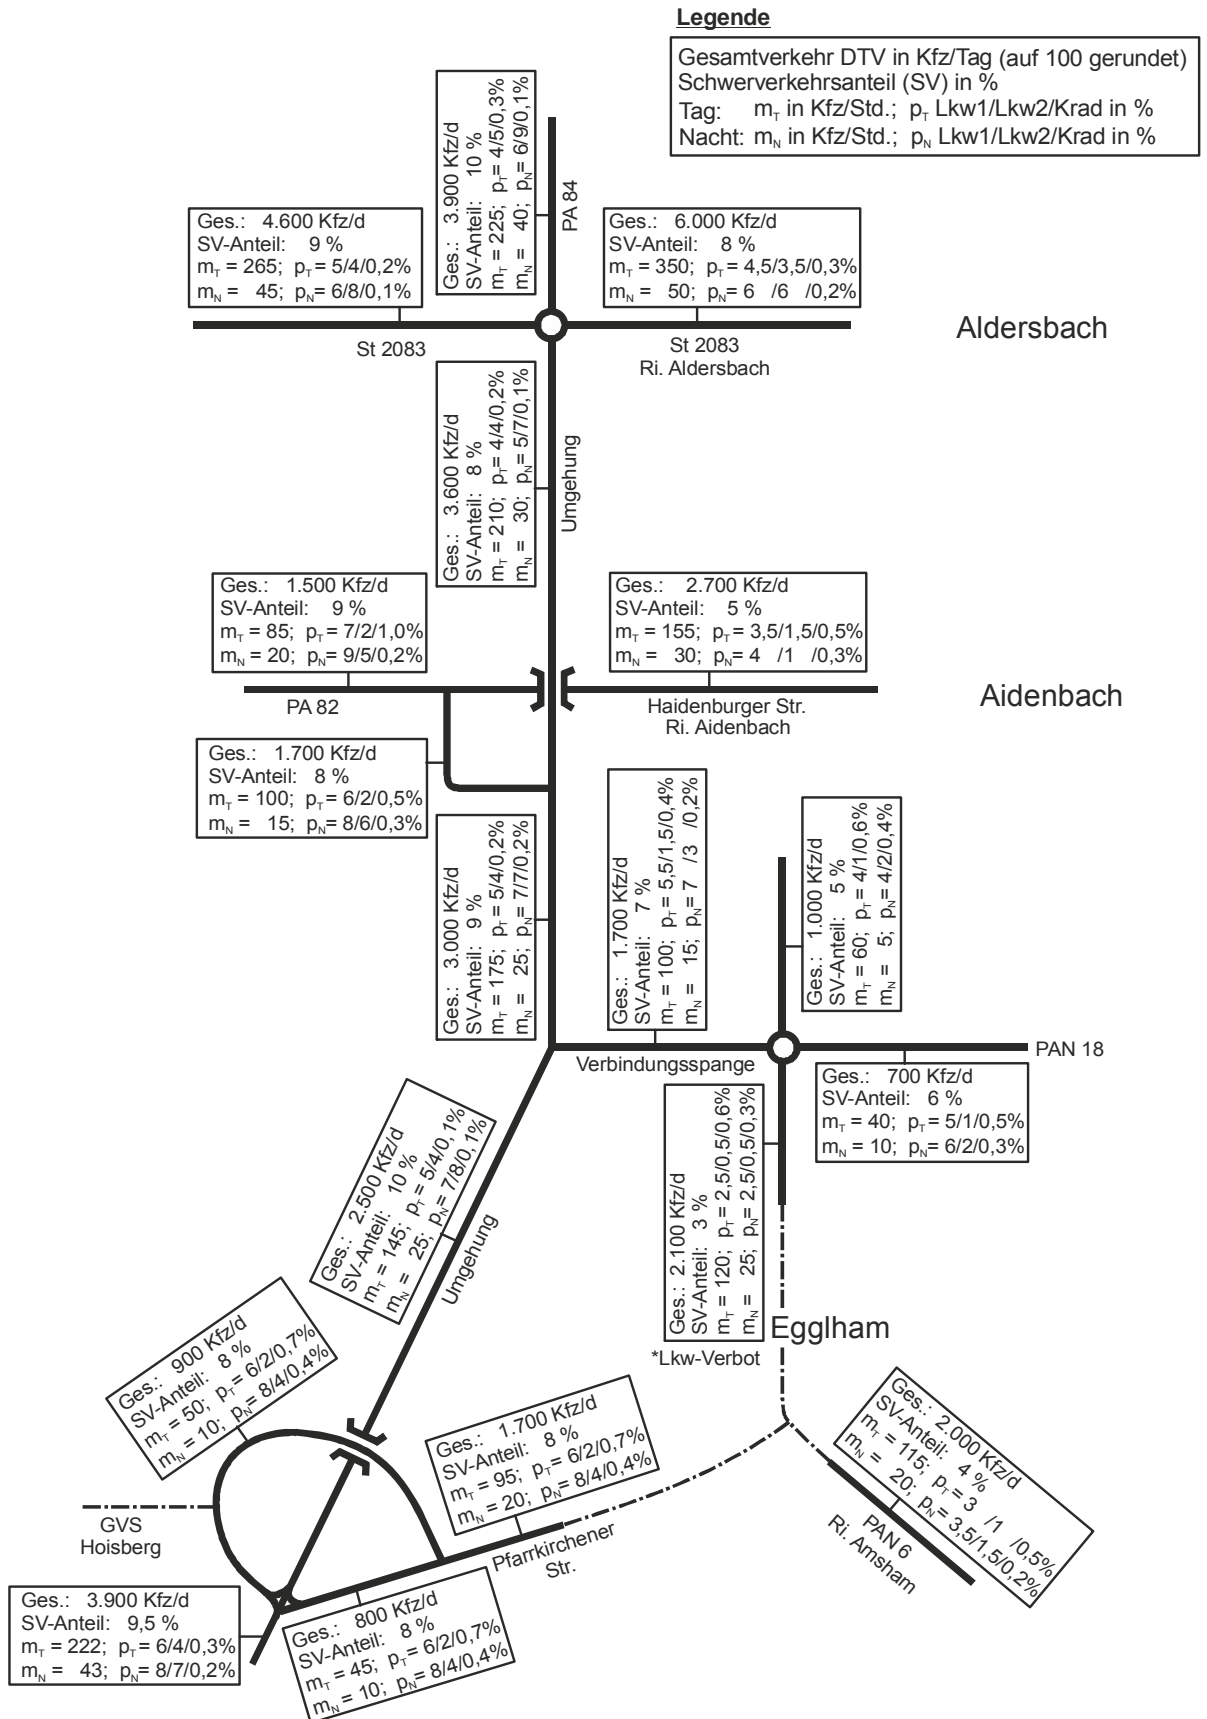 Legende
Gesamtverkehr DTV in Kfz/Tag (auf 100 gerundet)
Schwerverkehrsanteil (SV) in %
Tag: m_T in Kfz/Std.; p_T Lkw1/Lkw2/Krad in %
Nacht: m_N in Kfz/Std.; p_N Lkw1/Lkw2/Krad in %
Ges.: 3.900 Kfz/d
SV-Anteil: 10 %
m_T = 225; p_T = 4/5/0,3%
m_N = 40; p_N = 6/9/0,1%
PA 84
Ges.: 4.600 Kfz/d
SV-Anteil: 9 %
m_T = 265; p_T = 5/4/0,2%
m_N = 45; p_N = 6/8/0,1%
Ges.: 6.000 Kfz/d
SV-Anteil: 8 %
m_T = 350; p_T = 4,5/3,5/0,3%
m_N = 50; p_N = 6 /6 /0,2%
Aldersbach
St 2083
St 2083
Ri. Aldersbach
Ges.: 3.600 Kfz/d
SV-Anteil: 8 %
m_T = 210; p_T = 4/4/0,2%
m_N = 30; p_N = 5/7/0,1%
Umgehung
Ges.: 1.500 Kfz/d
SV-Anteil: 9 %
m_T = 85; p_T = 7/2/1,0%
m_N = 20; p_N = 9/5/0,2%
Ges.: 2.700 Kfz/d
SV-Anteil: 5 %
m_T = 155; p_T = 3,5/1,5/0,5%
m_N = 30; p_N = 4 /1 /0,3%
Aidenbach
PA 82
Haidenburger Str.
Ri. Aidenbach
Ges.: 1.700 Kfz/d
SV-Anteil: 8 %
m_T = 100; p_T = 6/2/0,5%
m_N = 15; p_N = 8/6/0,3%
Ges.: 3.000 Kfz/d
SV-Anteil: 9 %
m_T = 175; p_T = 5/4/0,2%
m_N = 25; p_N = 7/7/0,2%
Ges.: 1.700 Kfz/d
SV-Anteil: 7 %
m_T = 100; p_T = 5,5/1,5/0,4%
m_N = 15; p_N = 7 /3 /0,2%
Ges.: 1.000 Kfz/d
SV-Anteil: 5 %
m_T = 60; p_T = 4/1/0,6%
m_N = 5; p_N = 4/2/0,4%
PAN 18
Verbindungsspange
Ges.: 700 Kfz/d
SV-Anteil: 6 %
m_T = 40; p_T = 5/1/0,5%
m_N = 10; p_N = 6/2/0,3%
Ges.: 2.100 Kfz/d
SV-Anteil: 3 %
m_T = 120; p_T = 2,5/0,5/0,6%
m_N = 25; p_N = 2,5/0,5/0,3%
*Lkw-Verbot
Egglham
Ges.: 2.500 Kfz/d
SV-Anteil: 10 %
m_T = 145; p_T = 5/4/0,1%
m_N = 25; p_N = 7/8/0,1%
Umgehung
Ges.: 900 Kfz/d
SV-Anteil: 8 %
m_T = 50; p_T = 6/2/0,7%
m_N = 10; p_N = 8/4/0,4%
Ges.: 1.700 Kfz/d
SV-Anteil: 8 %
m_T = 95; p_T = 6/2/0,7%
m_N = 20; p_N = 8/4/0,4%
Ges.: 2.000 Kfz/d
SV-Anteil: 4 %
m_T = 115; p_T = 3 /1 /0,5%
m_N = 20; p_N = 3,5/1,5/0,2%
PAN 6
Ri. Amsham
GVS
Hoisberg
Pfarrkirchener
Str.
Ges.: 3.900 Kfz/d
SV-Anteil: 9,5 %
m_T = 222; p_T = 6/4/0,3%
m_N = 43; p_N = 8/7/0,2%
Ges.: 800 Kfz/d
SV-Anteil: 8 %
m_T = 45; p_T = 6/2/0,7%
m_N = 10; p_N = 8/4/0,4%